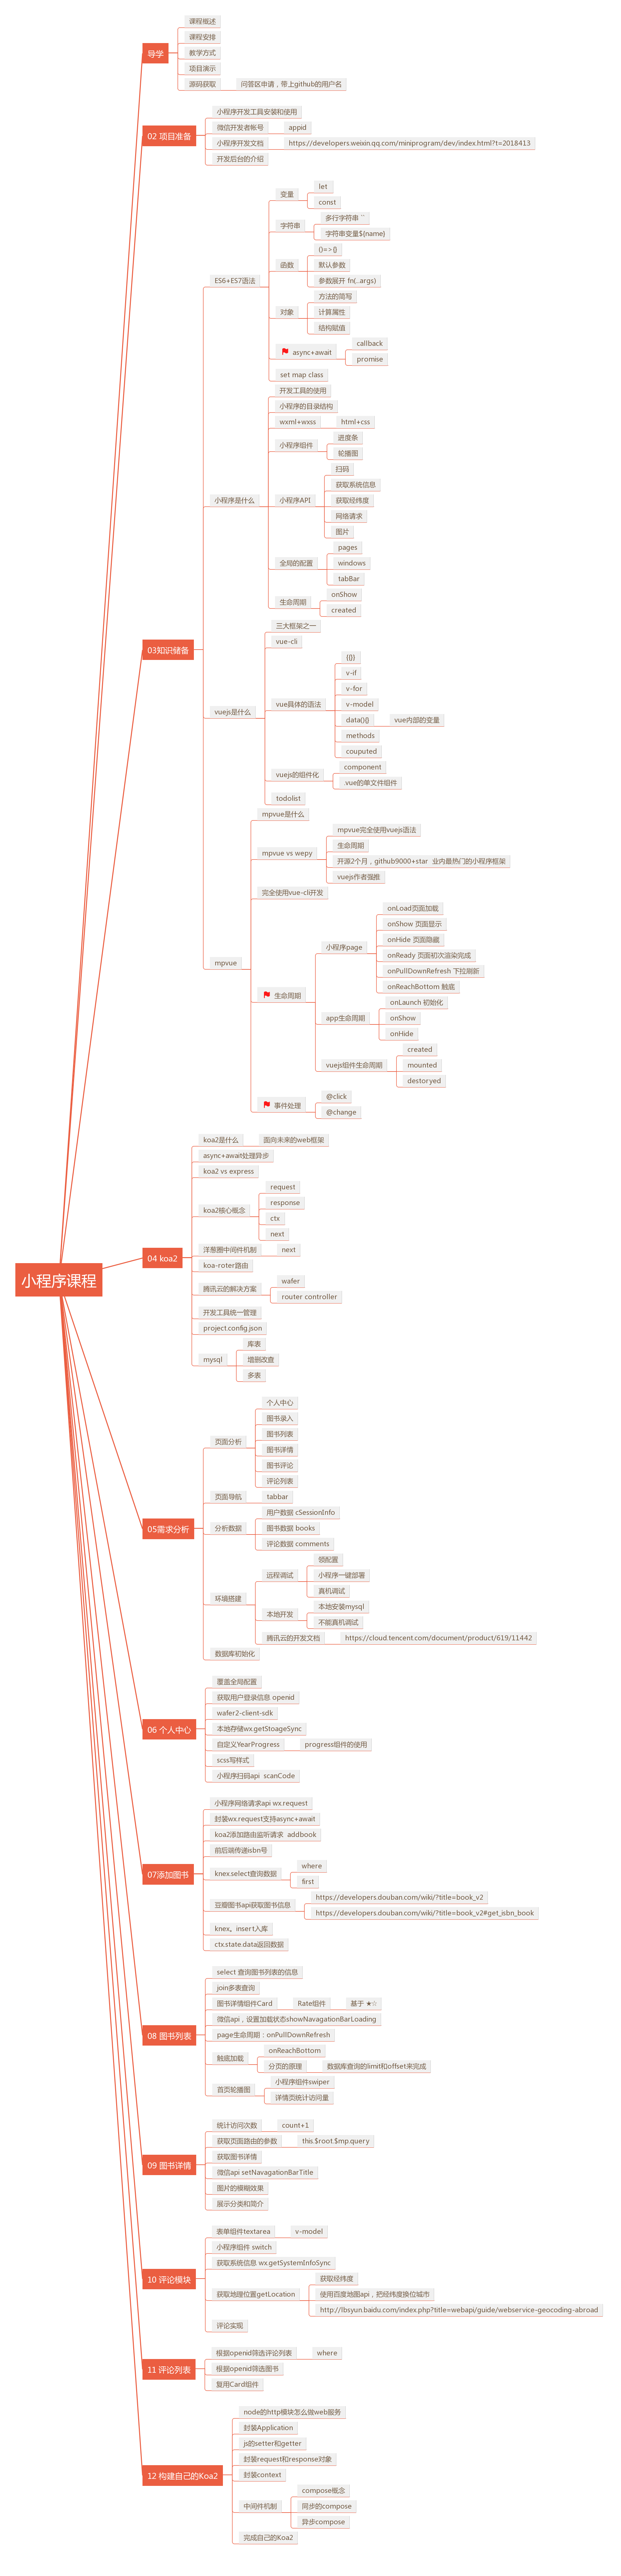 小程序课程
导学
课程概述
课程安排
教学方式
项目演示
源码获取
问答区申请，带上github的用户名
02 项目准备
小程序开发工具安装和使用
微信开发者帐号
appid
小程序开发文档
https://developers.weixin.qq.com/miniprogram/dev/index.html?t=2018413
开发后台的介绍
03知识储备
ES6+ES7语法
变量
let
const
字符串
多行字符串 ``
字符串变量${name}
函数
()=>{}
默认参数
参数展开 fn(...args)
对象
方法的简写
计算属性
结构赋值
async+await
callback
promise
set map class
小程序是什么
开发工具的使用
小程序的目录结构
wxml+wxss
html+css
小程序组件
进度条
轮播图
小程序API
扫码
获取系统信息
获取经纬度
网络请求
图片
全局的配置
pages
windows
tabBar
生命周期
onShow
created
vuejs是什么
三大框架之一
vue-cli
vue具体的语法
{{}}
v-if
v-for
v-model
data(){}
vue内部的变量
methods
couputed
vuejs的组件化
component
.vue的单文件组件
todolist
mpvue
mpvue是什么
mpvue vs wepy
mpvue完全使用vuejs语法
生命周期
开源2个月，github9000+star 业内最热门的小程序框架
vuejs作者强推
完全使用vue-cli开发
生命周期
小程序page
onLoad页面加载
onShow 页面显示
onHide 页面隐藏
onReady 页面初次渲染完成
onPullDownRefresh 下拉刷新
onReachBottom 触底
app生命周期
onLaunch 初始化
onShow
onHide
vuejs组件生命周期
created
mounted
destoryed
事件处理
@click
@change
04 koa2
koa2是什么
面向未来的web框架
async+await处理异步
koa2 vs express
koa2核心概念
request
response
ctx
next
洋葱圈中间件机制
next
koa-roter路由
腾讯云的解决方案
wafer
router controller
开发工具统一管理
project.config.json
mysql
库表
增删改查
多表
05需求分析
页面分析
个人中心
图书录入
图书列表
图书详情
图书评论
评论列表
页面导航
tabbar
分析数据
用户数据 cSessionInfo
图书数据 books
评论数据 comments
环境搭建
远程调试
领配置
小程序一键部署
真机调试
本地开发
本地安装mysql
不能真机调试
腾讯云的开发文档
https://cloud.tencent.com/document/product/619/11442
数据库初始化
06 个人中心
覆盖全局配置
获取用户登录信息 openid
wafer2-client-sdk
本地存储wx.getStoageSync
自定义YearProgress
progress组件的使用
scss写样式
小程序扫码api scanCode
07添加图书
小程序网络请求api wx.request
封装wx.request支持async+await
koa2添加路由监听请求 addbook
前后端传递isbn号
knex.select查询数据
where
first
豆瓣图书api获取图书信息
https://developers.douban.com/wiki/?title=book_v2
https://developers.douban.com/wiki/?title=book_v2#get_isbn_book
knex。insert入库
ctx.state.data返回数据
08 图书列表
select 查询图书列表的信息
join多表查询
图书详情组件Card
Rate组件
基于 ★☆
微信api，设置加载状态showNavagationBarLoading
page生命周期：onPullDownRefresh
触底加载
onReachBottom
分页的原理
数据库查询的limit和offset来完成
首页轮播图
小程序组件swiper
详情页统计访问量
09 图书详情
统计访问次数
count+1
获取页面路由的参数
this.$root.$mp.query
获取图书详情
微信api setNavagationBarTitle
图片的模糊效果
展示分类和简介
10 评论模块
表单组件textarea
v-model
小程序组件 switch
获取系统信息 wx.getSystemInfoSync
获取地理位置getLocation
获取经纬度
使用百度地图api，把经纬度换位城市
http://lbsyun.baidu.com/index.php?title=webapi/guide/webservice-geocoding-abroad
评论实现
11 评论列表
根据openid筛选评论列表
where
根据openid筛选图书
复用Card组件
12 构建自己的Koa2
node的http模块怎么做web服务
封装Application
js的setter和getter
封装request和response对象
封装context
中间件机制
compose概念
同步的compose
异步compose
完成自己的Koa2